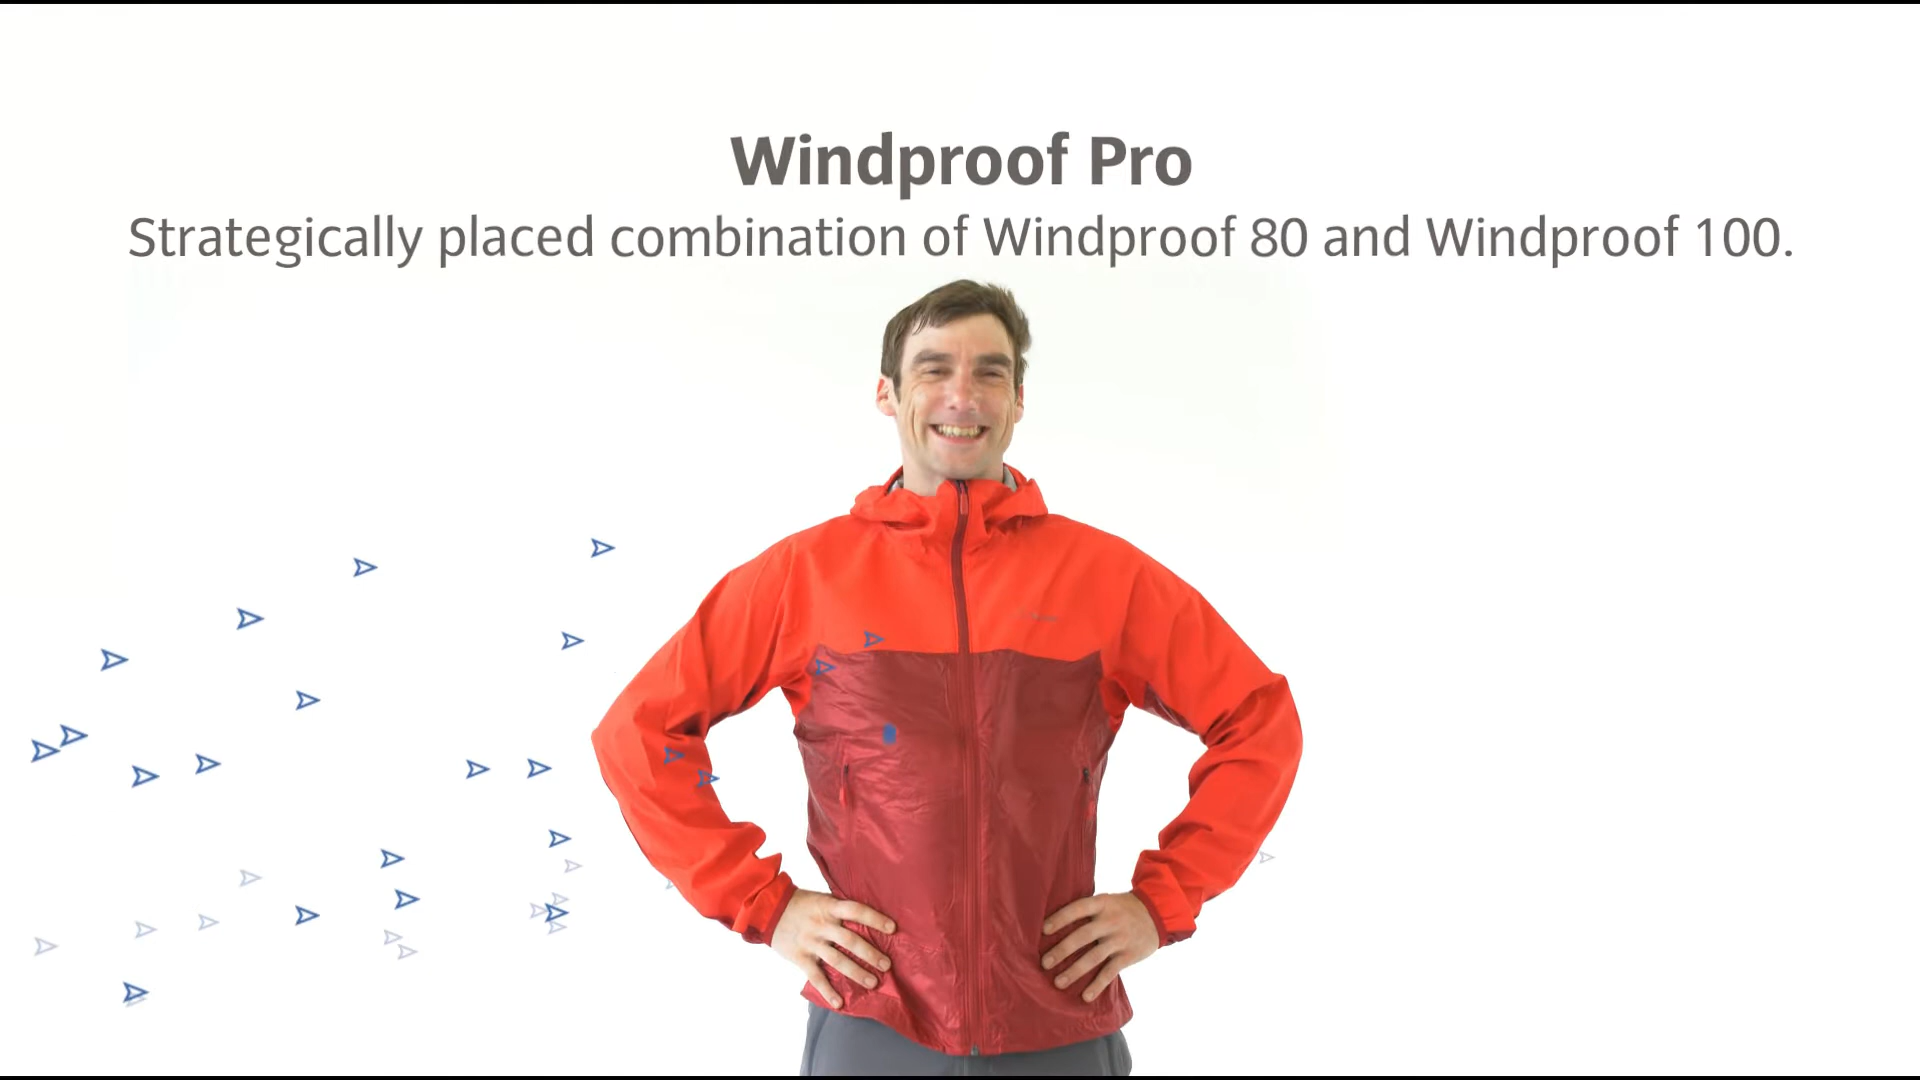 Windproof Pro
Strategically placed combination of Windproof 80 and Windproof 100.